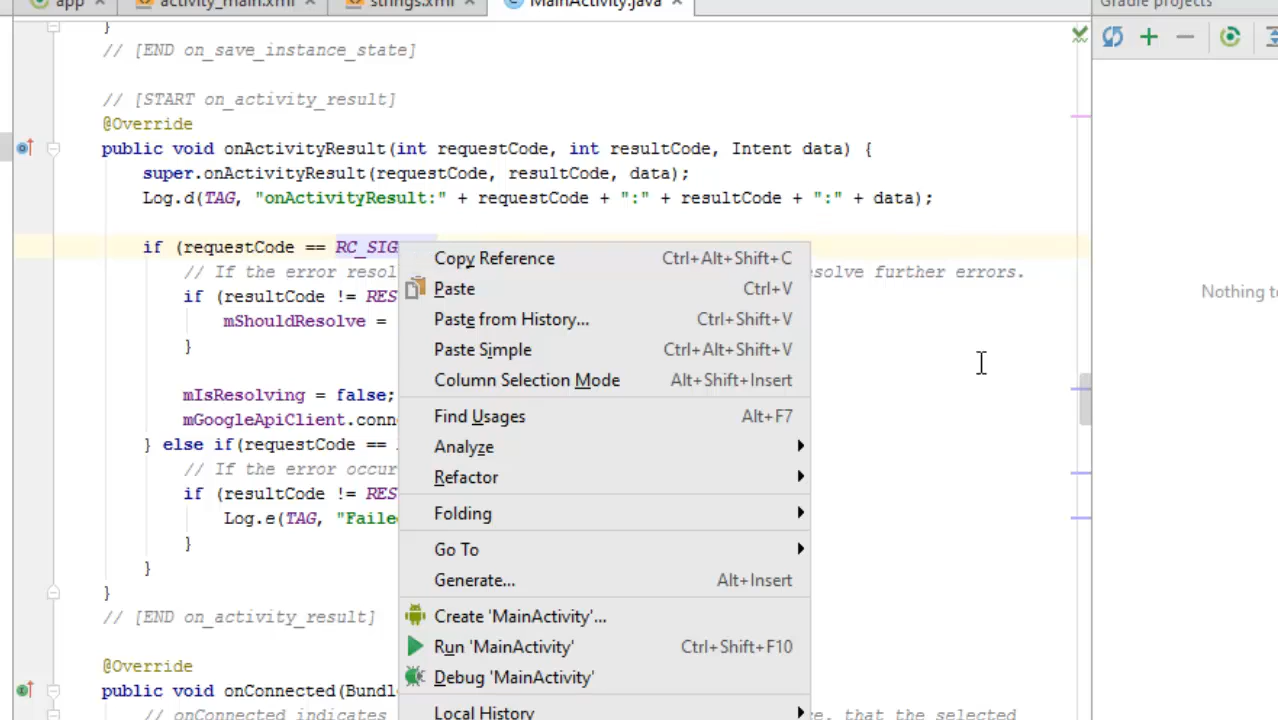 app
activity_main.xml
strings.xml
MainActivity.java
Gradle projects
}
// [END on_save_instance_state]
// [START on_activity_result]
@Override
public void onActivityResult(int requestCode, int resultCode, Intent data) {
super.onActivityResult(requestCode, resultCode, data);
Log.d(TAG, "onActivityResult:" + requestCode + ":" + resultCode + ":" + data);
if (requestCode == RC_SIG
// If the error resol
solve further errors.
if (resultCode != RES
mShouldResolve =
}
mIsResolving = false;
mGoogleApiClient.conn
} else if(requestCode ==
// If the error occur
if (resultCode != RES
Log.e(TAG, "Faile
}
}
}
// [END on_activity_result]
@Override
public void onConnected(Bundl
// onConnected indicates
, that the selected
Copy Reference Ctrl+Alt+Shift+C
Paste Ctrl+V
Paste from History... Ctrl+Shift+V
Paste Simple Ctrl+Alt+Shift+V
Column Selection Mode Alt+Shift+Insert
Find Usages Alt+F7
Analyze
Refactor
Folding
Go To
Generate... Alt+Insert
Create 'MainActivity'...
Run 'MainActivity' Ctrl+Shift+F10
Debug 'MainActivity'
Local History
Nothing to